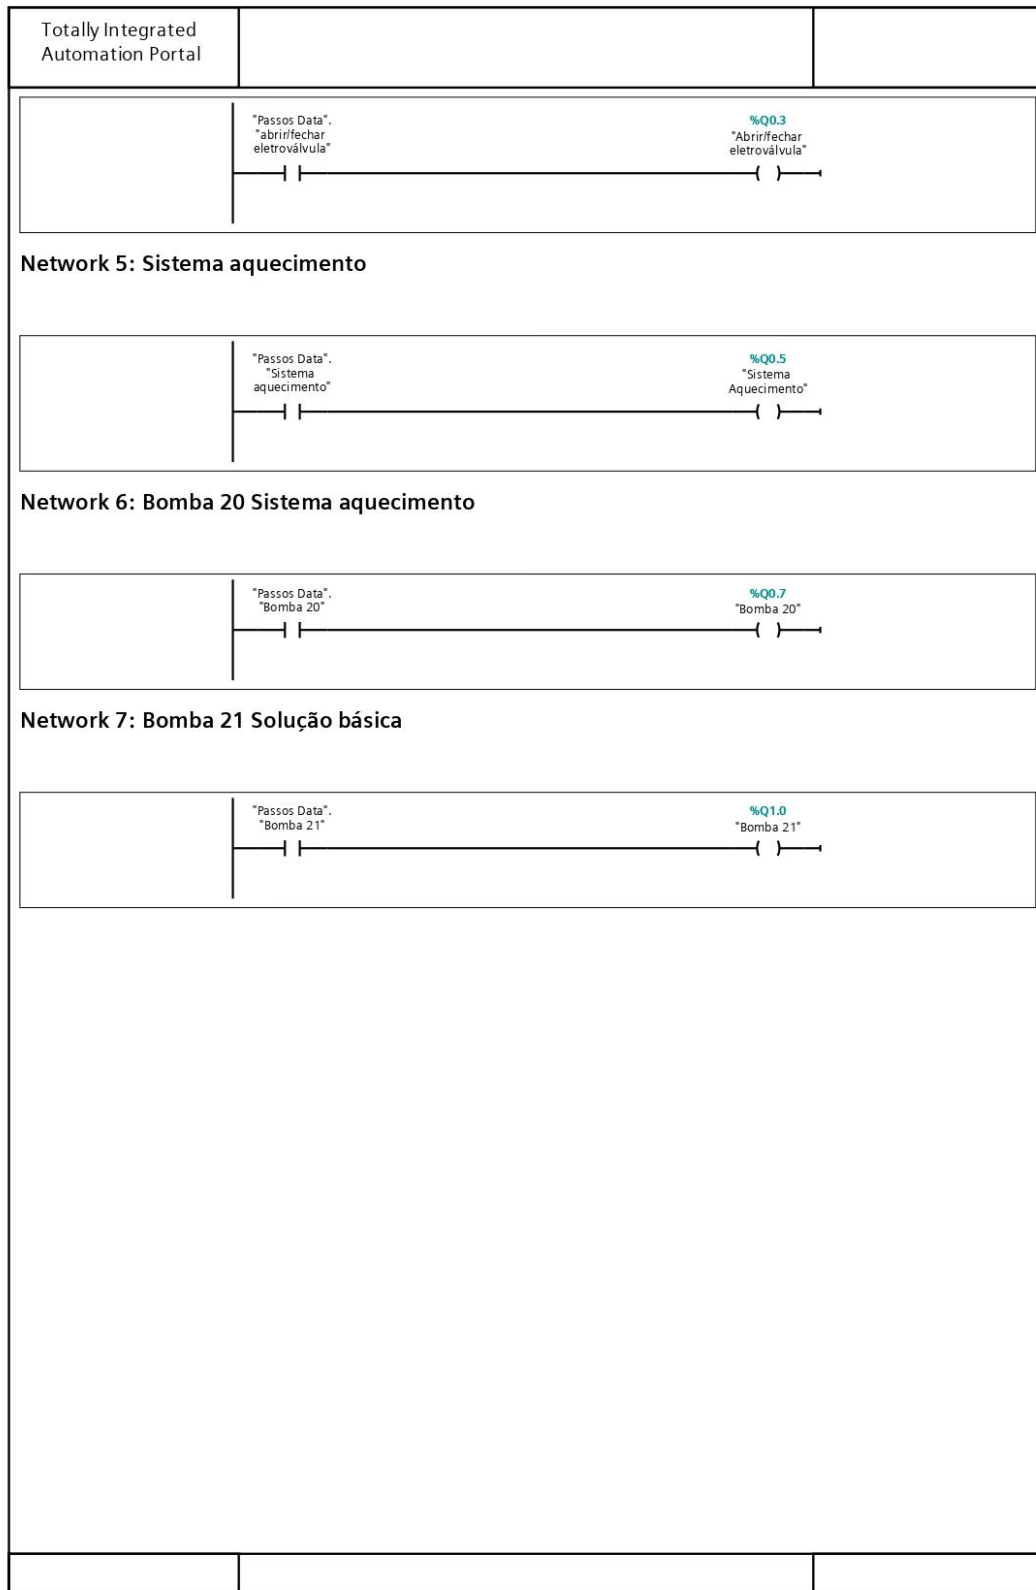 Totally Integrated
Automation Portal
"Passos Data".
"abrir/fechar
eletroválvula"
%Q0.3
"Abrir/fechar
eletroválvula"
Network 5: Sistema aquecimento
"Passos Data".
"Sistema
aquecimento"
%Q0.5
"Sistema
Aquecimento"
Network 6: Bomba 20 Sistema aquecimento
"Passos Data".
"Bomba 20"
%Q0.7
"Bomba 20"
Network 7: Bomba 21 Solução básica
"Passos Data".
"Bomba 21"
%Q1.0
"Bomba 21"